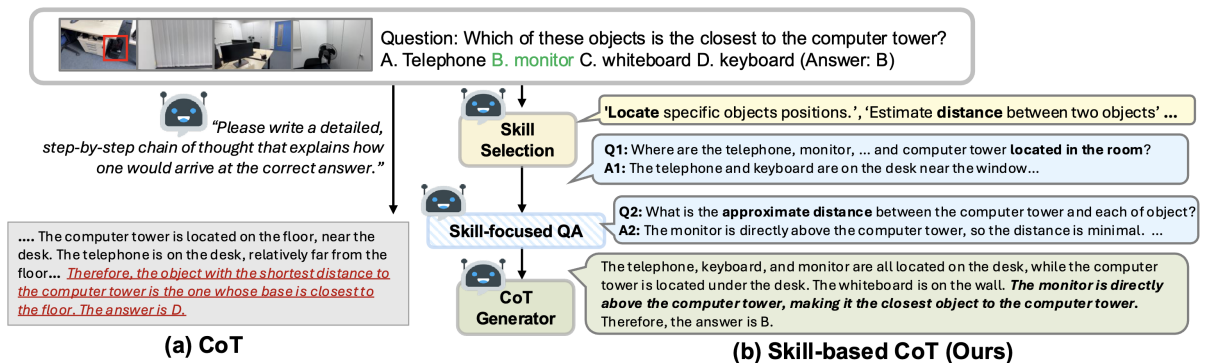 Question: Which of these objects is the closest to the computer tower?
A. Telephone B. monitor C. whiteboard D. keyboard (Answer: B)
“Please write a detailed,
step-by-step chain of thought that explains how
one would arrive at the correct answer.”
.... The computer tower is located on the floor, near the
desk. The telephone is on the desk, relatively far from the
floor... Therefore, the object with the shortest distance to
the computer tower is the one whose base is closest to
the floor. The answer is D.
(a) CoT
Skill
Selection
'Locate specific objects positions.’, ‘Estimate distance between two objects’ ...
Q1: Where are the telephone, monitor, ... and computer tower located in the room?
A1: The telephone and keyboard are on the desk near the window...
Skill-focused QA
Q2: What is the approximate distance between the computer tower and each of object?
A2: The monitor is directly above the computer tower, so the distance is minimal. ...
CoT
Generator
The telephone, keyboard, and monitor are all located on the desk, while the computer
tower is located under the desk. The whiteboard is on the wall. The monitor is directly
above the computer tower, making it the closest object to the computer tower.
Therefore, the answer is B.
(b) Skill-based CoT (Ours)